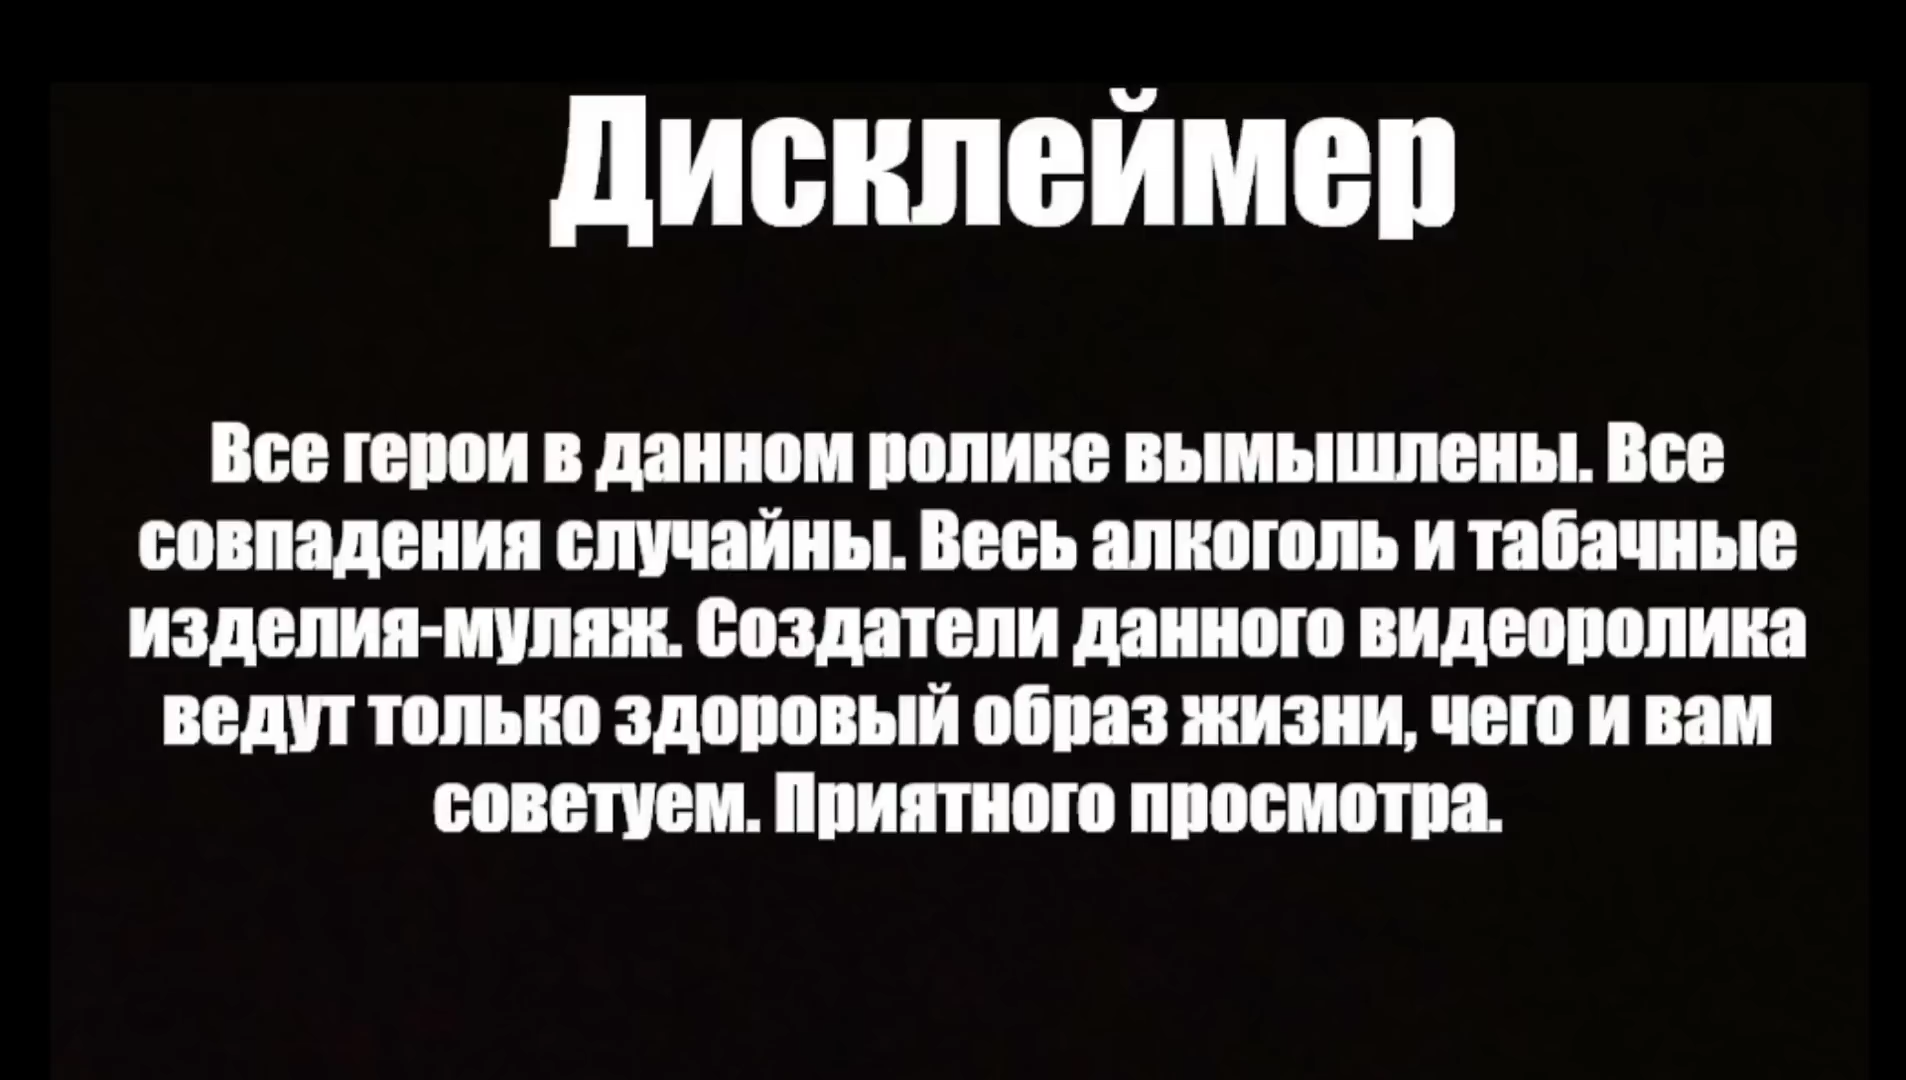 Дисклеймер
Все герои в данном ролике вымышлены. Все
совпадения случайны. Весь алкоголь и табачные
изделия-муляж. Создатели данного видеоролика
ведут только здоровый образ жизни, чего и вам
советуем. Приятного просмотра.